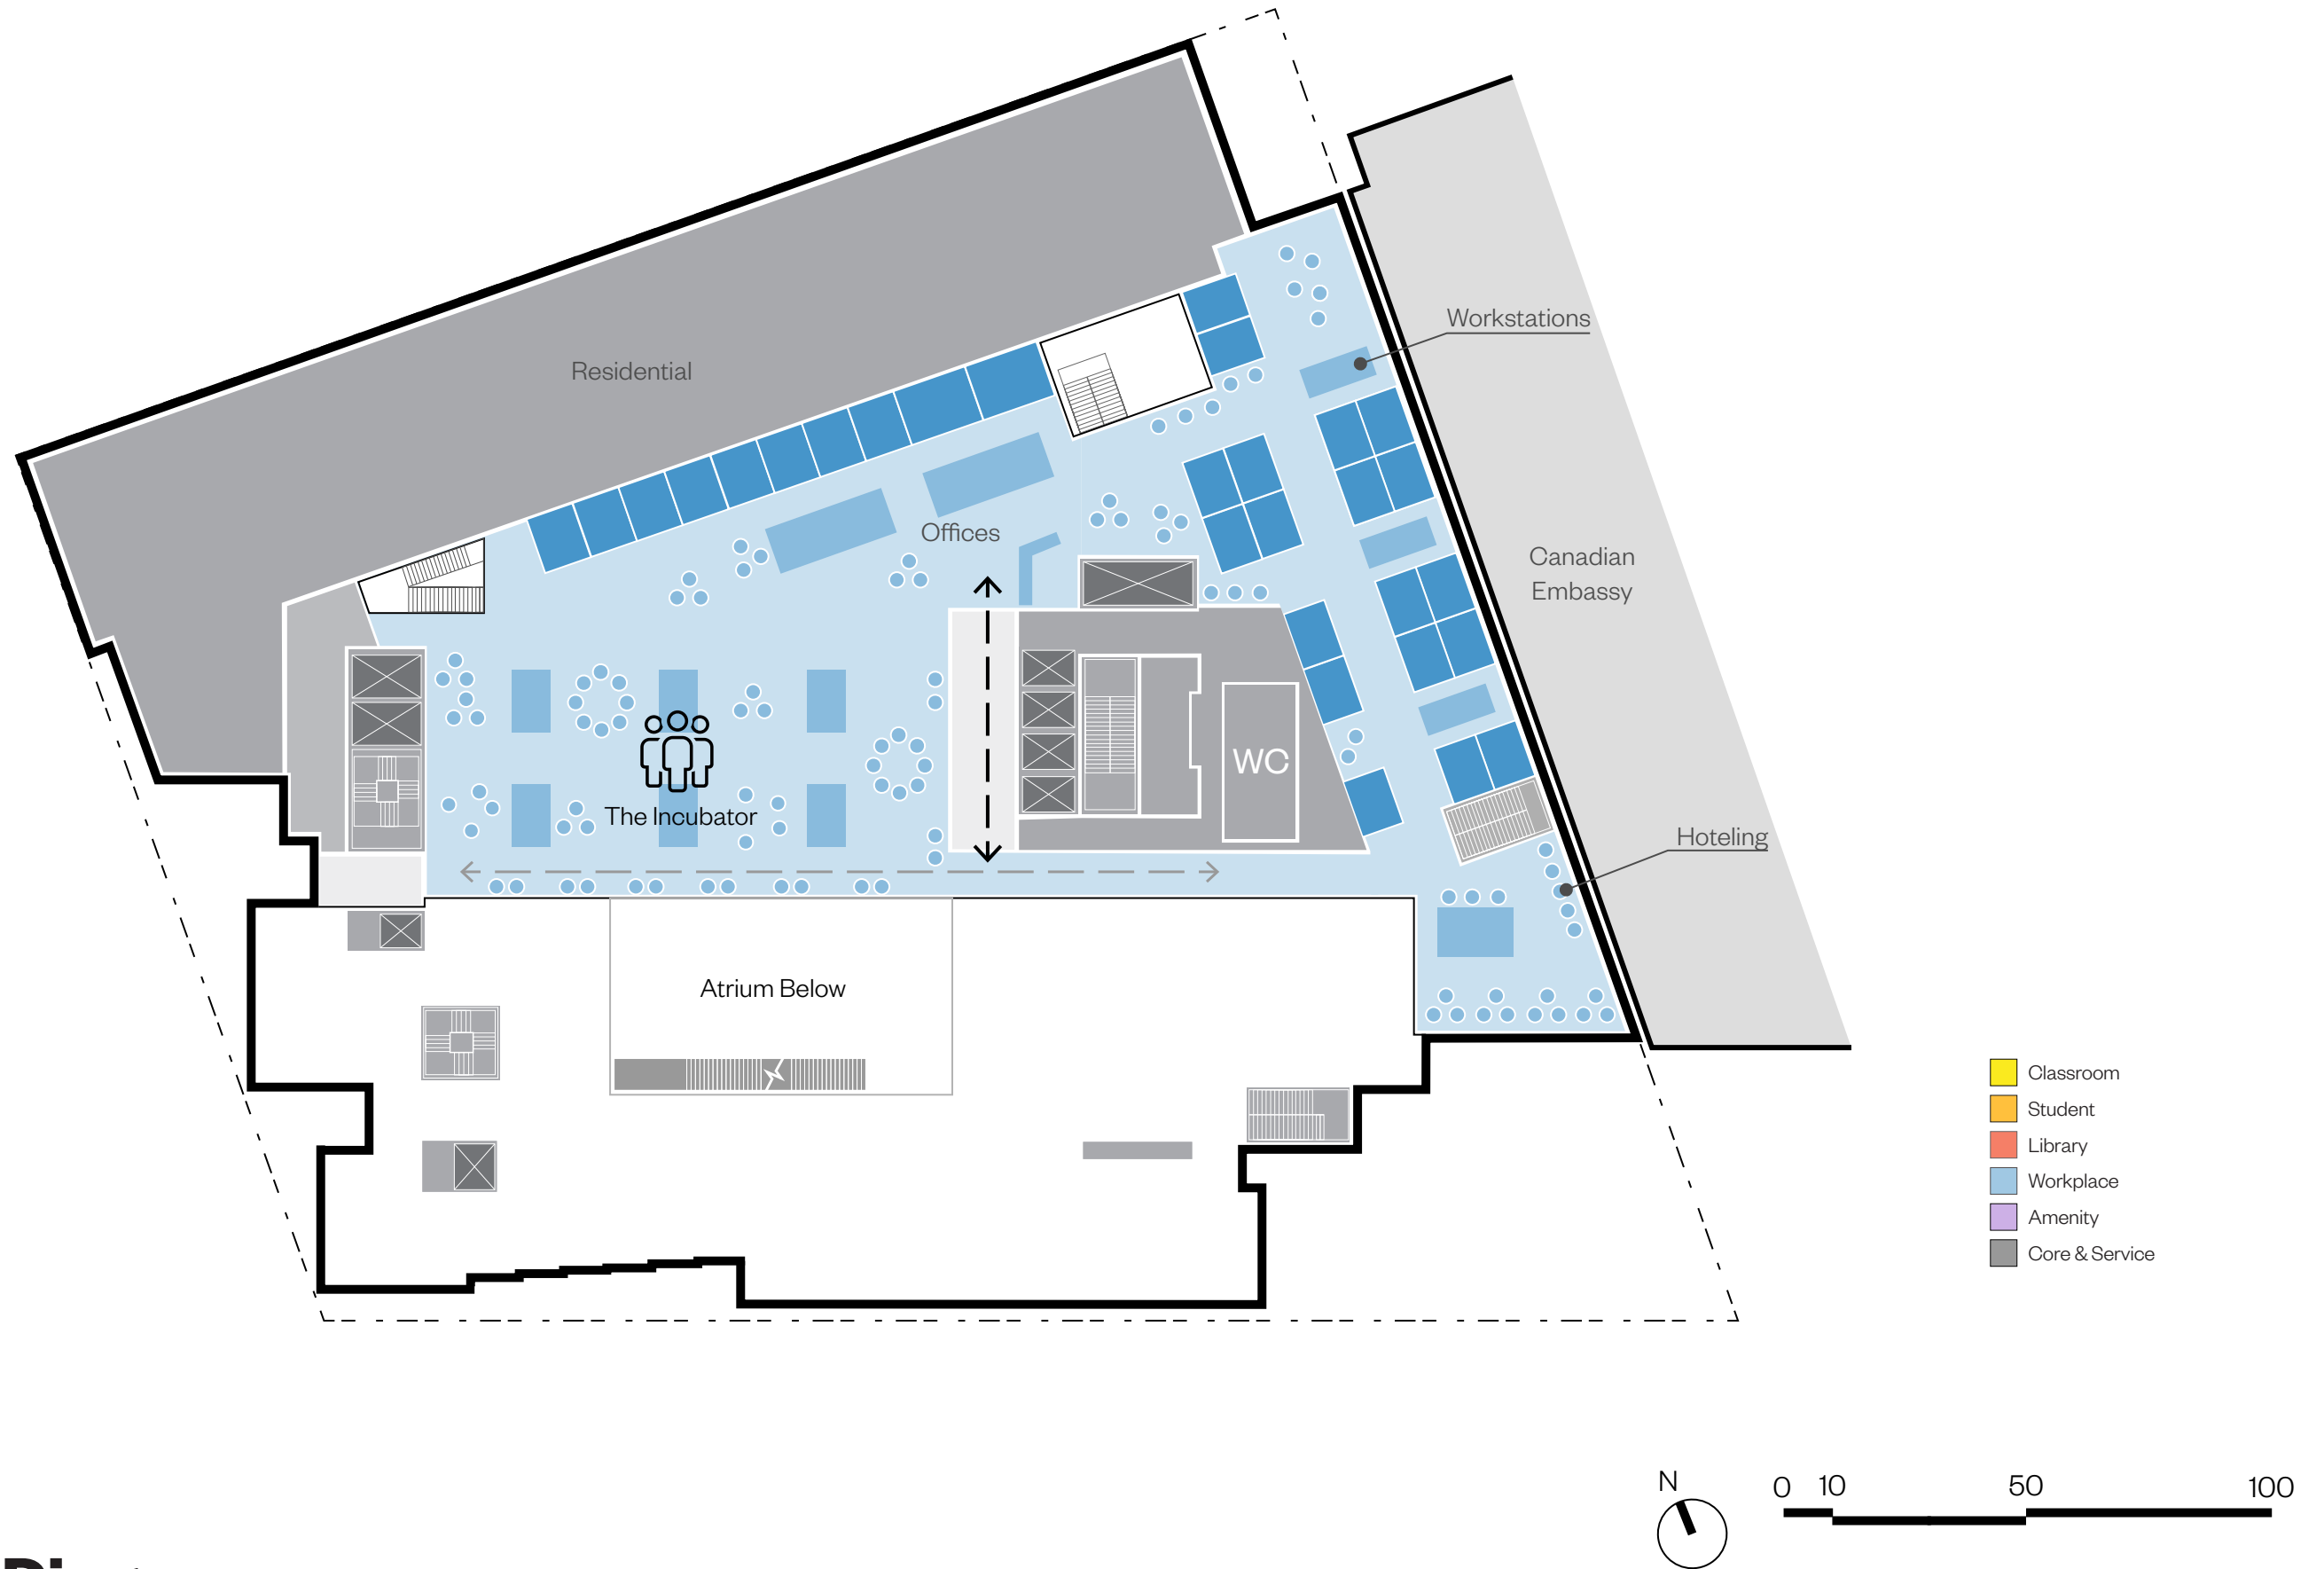 Workstations
Residential
Offices
Canadian
Embassy
WC
The Incubator
Hoteling
Atrium Below
Classroom
Student
Library
Workplace
Amenity
Core & Service
N
0 10 50 100